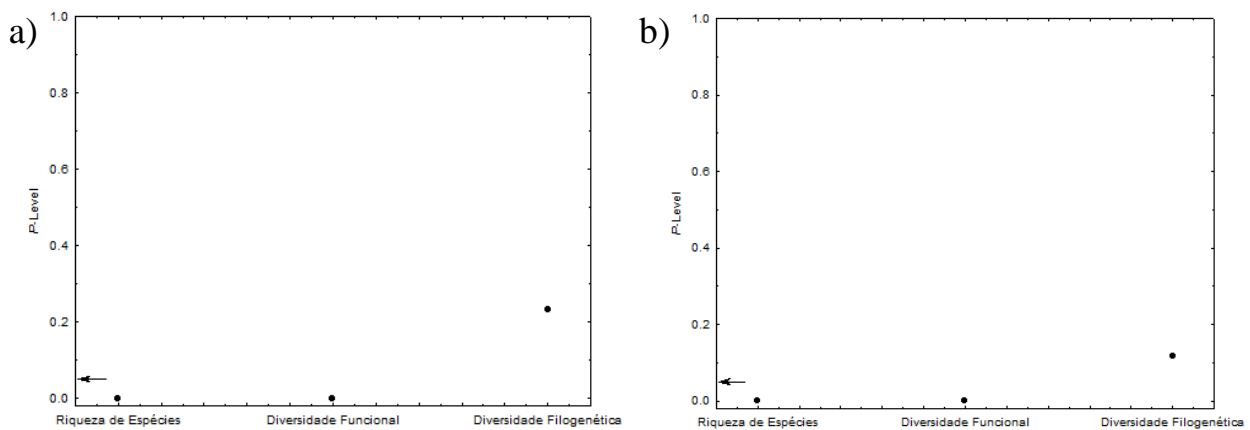 a)
1.0
0.8
0.6
0.4
0.2
0.0
P-Level
Riqueza de Espécies
Diversidade Funcional
Diversidade Filogenética
b)
1.0
0.8
0.6
0.4
0.2
0.0
P-Level
Riqueza de Espécies
Diversidade Funcional
Diversidade Filogenética